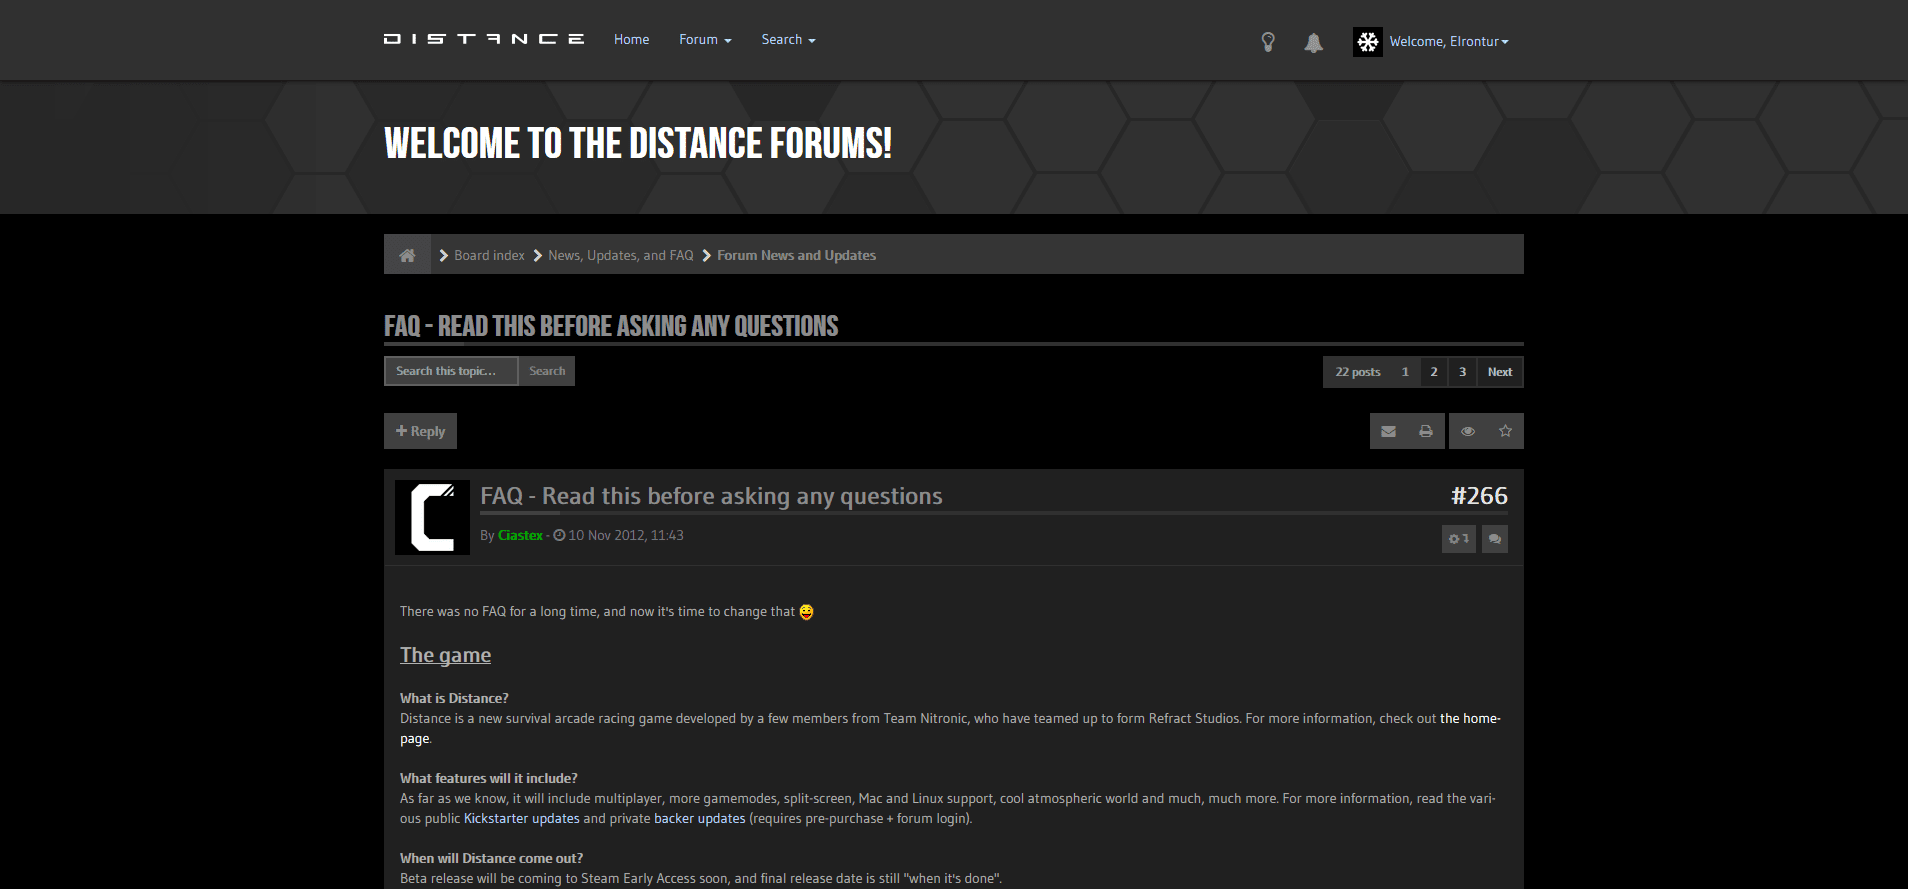 DISTANCE Home Forum Search Welcome, Elrontur
WELCOME TO THE DISTANCE FORUMS!
Board index News, Updates, and FAQ Forum News and Updates
FAQ - READ THIS BEFORE ASKING ANY QUESTIONS
Search this topic... Search 22 posts 1 2 3 Next
Reply
FAQ - Read this before asking any questions #266
By Ciastex - 10 Nov 2012, 11:43
There was no FAQ for a long time, and now it's time to change that
The game
What is Distance?
Distance is a new survival arcade racing game developed by a few members from Team Nitronic, who have teamed up to form Refract Studios. For more information, check out the home-
page.
What features will it include?
As far as we know, it will include multiplayer, more gamemodes, split-screen, Mac and Linux support, cool atmospheric world and much, much more. For more information, read the vari-
ous public Kickstarter updates and private backer updates (requires pre-purchase + forum login).
When will Distance come out?
Beta release will be coming to Steam Early Access soon, and final release date is still "when it's done".